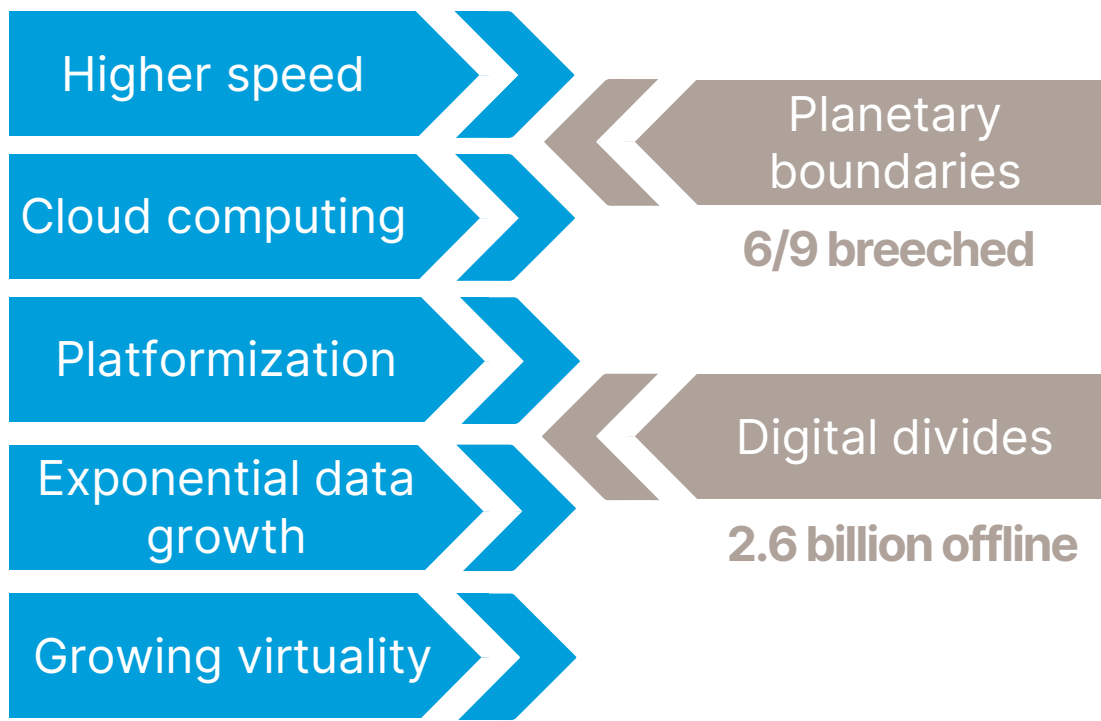 Higher speed
Cloud computing
Platformization
Exponential data
growth
Growing virtuality
Planetary
boundaries
6/9 breeched
Digital divides
2.6 billion offline